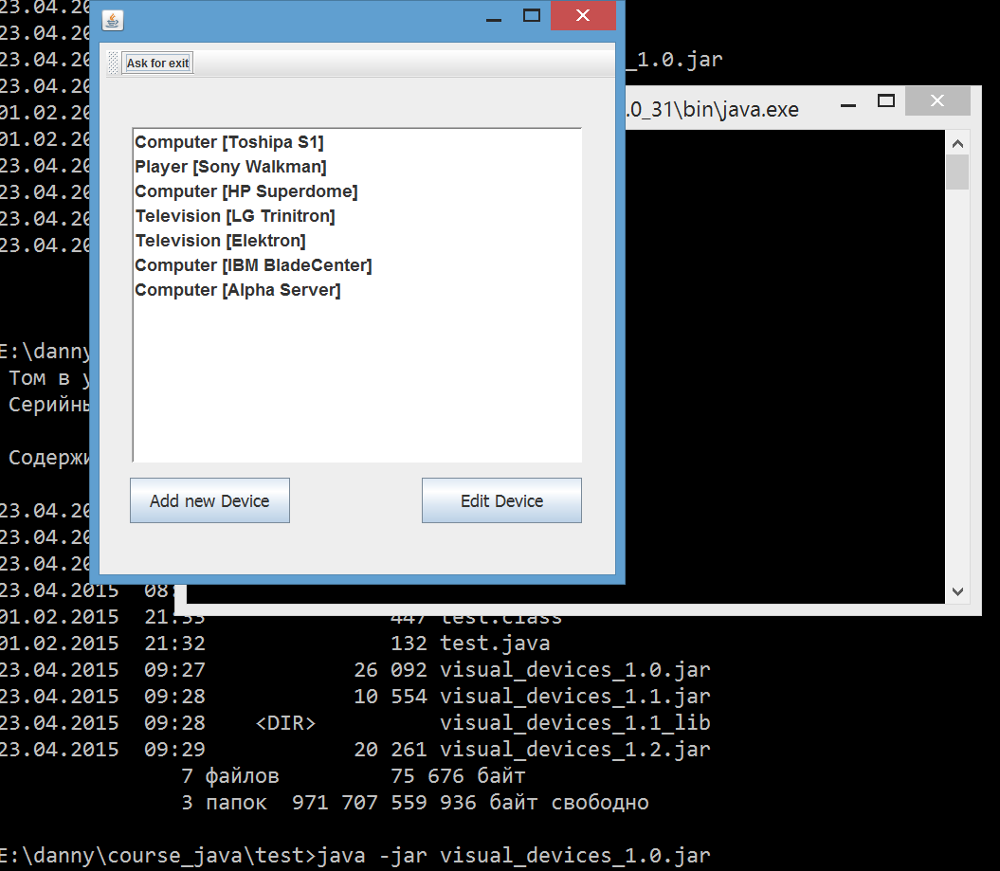 23.04.20
23.04.20
23.04.20 _1.0.jar
23.04.20
01.02.20
01.02.20
23.04.20
23.04.20
23.04.20
23.04.20
.0_31\bin\java.exe
Ask for exit
Computer [Toshipa S1]
Player [Sony Walkman]
Computer [HP Superdome]
Television [LG Trinitron]
Television [Elektron]
Computer [IBM BladeCenter]
Computer [Alpha Server]
Add new Device
Edit Device
E:\danny
Том в у
Серийны
Содержи
23.04.20
23.04.20
23.04.20
23.04.2015 08:
01.02.2015 21:33 447 test.class
01.02.2015 21:32 132 test.java
23.04.2015 09:27 26 092 visual_devices_1.0.jar
23.04.2015 09:28 10 554 visual_devices_1.1.jar
23.04.2015 09:28 <DIR> visual_devices_1.1_lib
23.04.2015 09:29 20 261 visual_devices_1.2.jar
7 файлов 75 676 байт
3 папок 971 707 559 936 байт свободно
E:\danny\course_java\test>java -jar visual_devices_1.0.jar